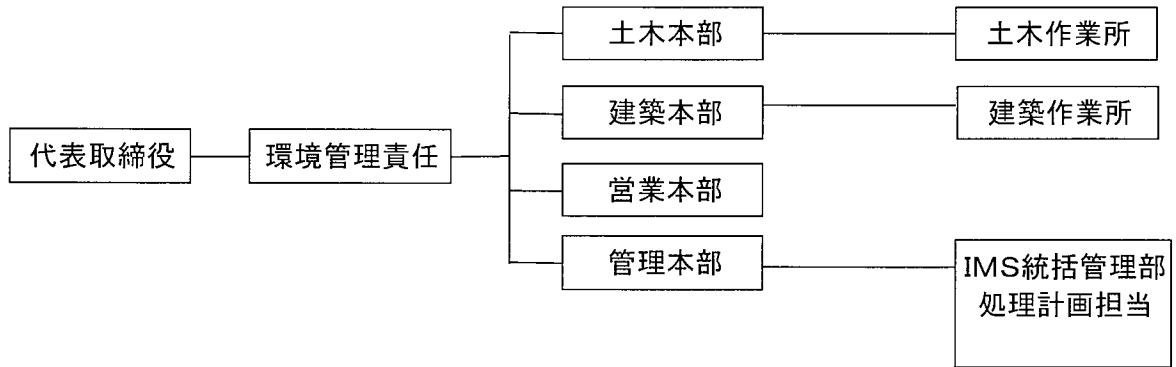 代表取締役
環境管理責任
土木本部
土木作業所
建築本部
建築作業所
営業本部
管理本部
IMS統括管理部
処理計画担当